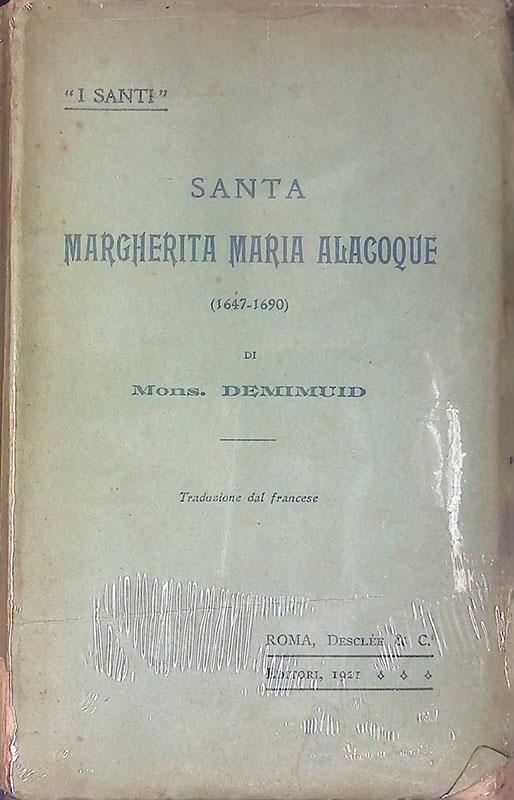 "I SANTI"
SANTA
MARGHERITA MARIA ALACOQUE
(1647-1690)
DI
Mons. DEMIMUID
Traduzione dal francese
ROMA, DESCLÉE & C.i
EDITORI, 1921